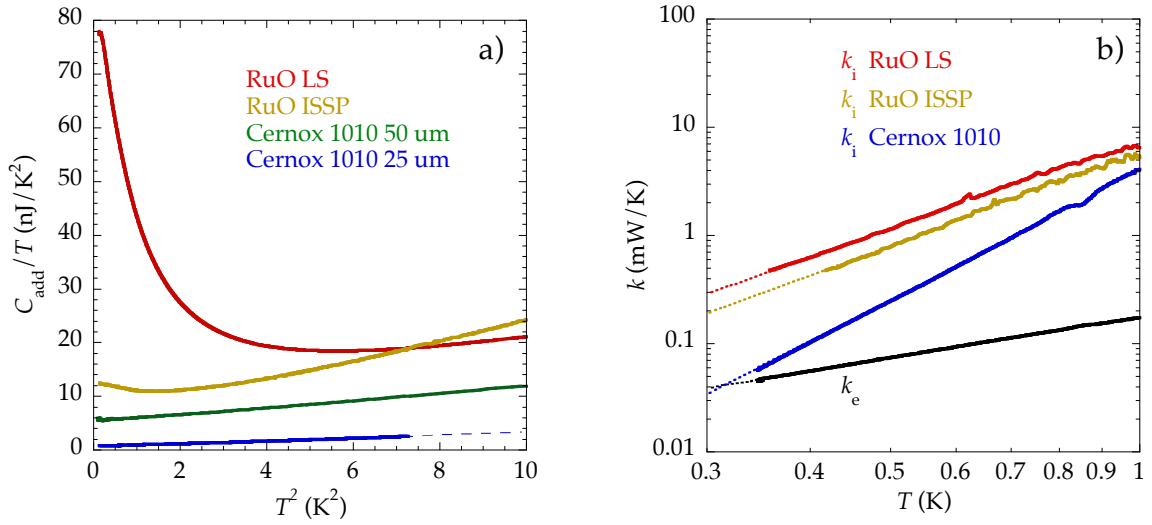 a)
80
70
60
50
40
30
20
10
0
C_add/T (nJ/K²)
RuO LS
RuO ISSP
Cernox 1010 50 um
Cernox 1010 25 um
0 2 4 6 8 10
T² (K²)
b)
100
10
1
0.1
0.01
k (mW/K)
k_i RuO LS
k_i RuO ISSP
k_i Cernox 1010
k_e
0.3 0.4 0.5 0.6 0.7 0.8 0.9 1
T (K)